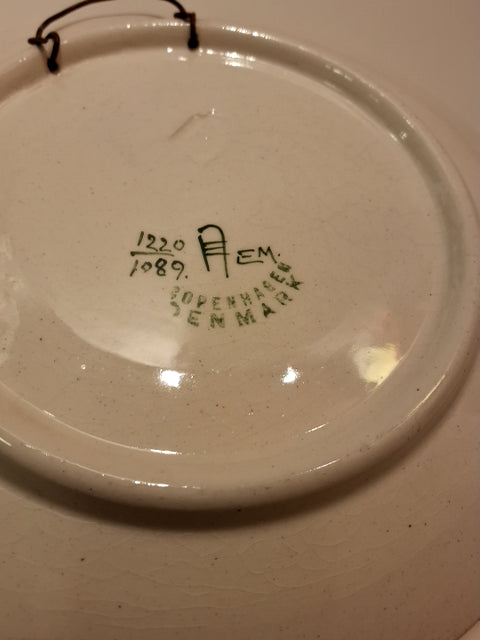 1220
1089.
EM.
COPENHAGEN
DENMARK